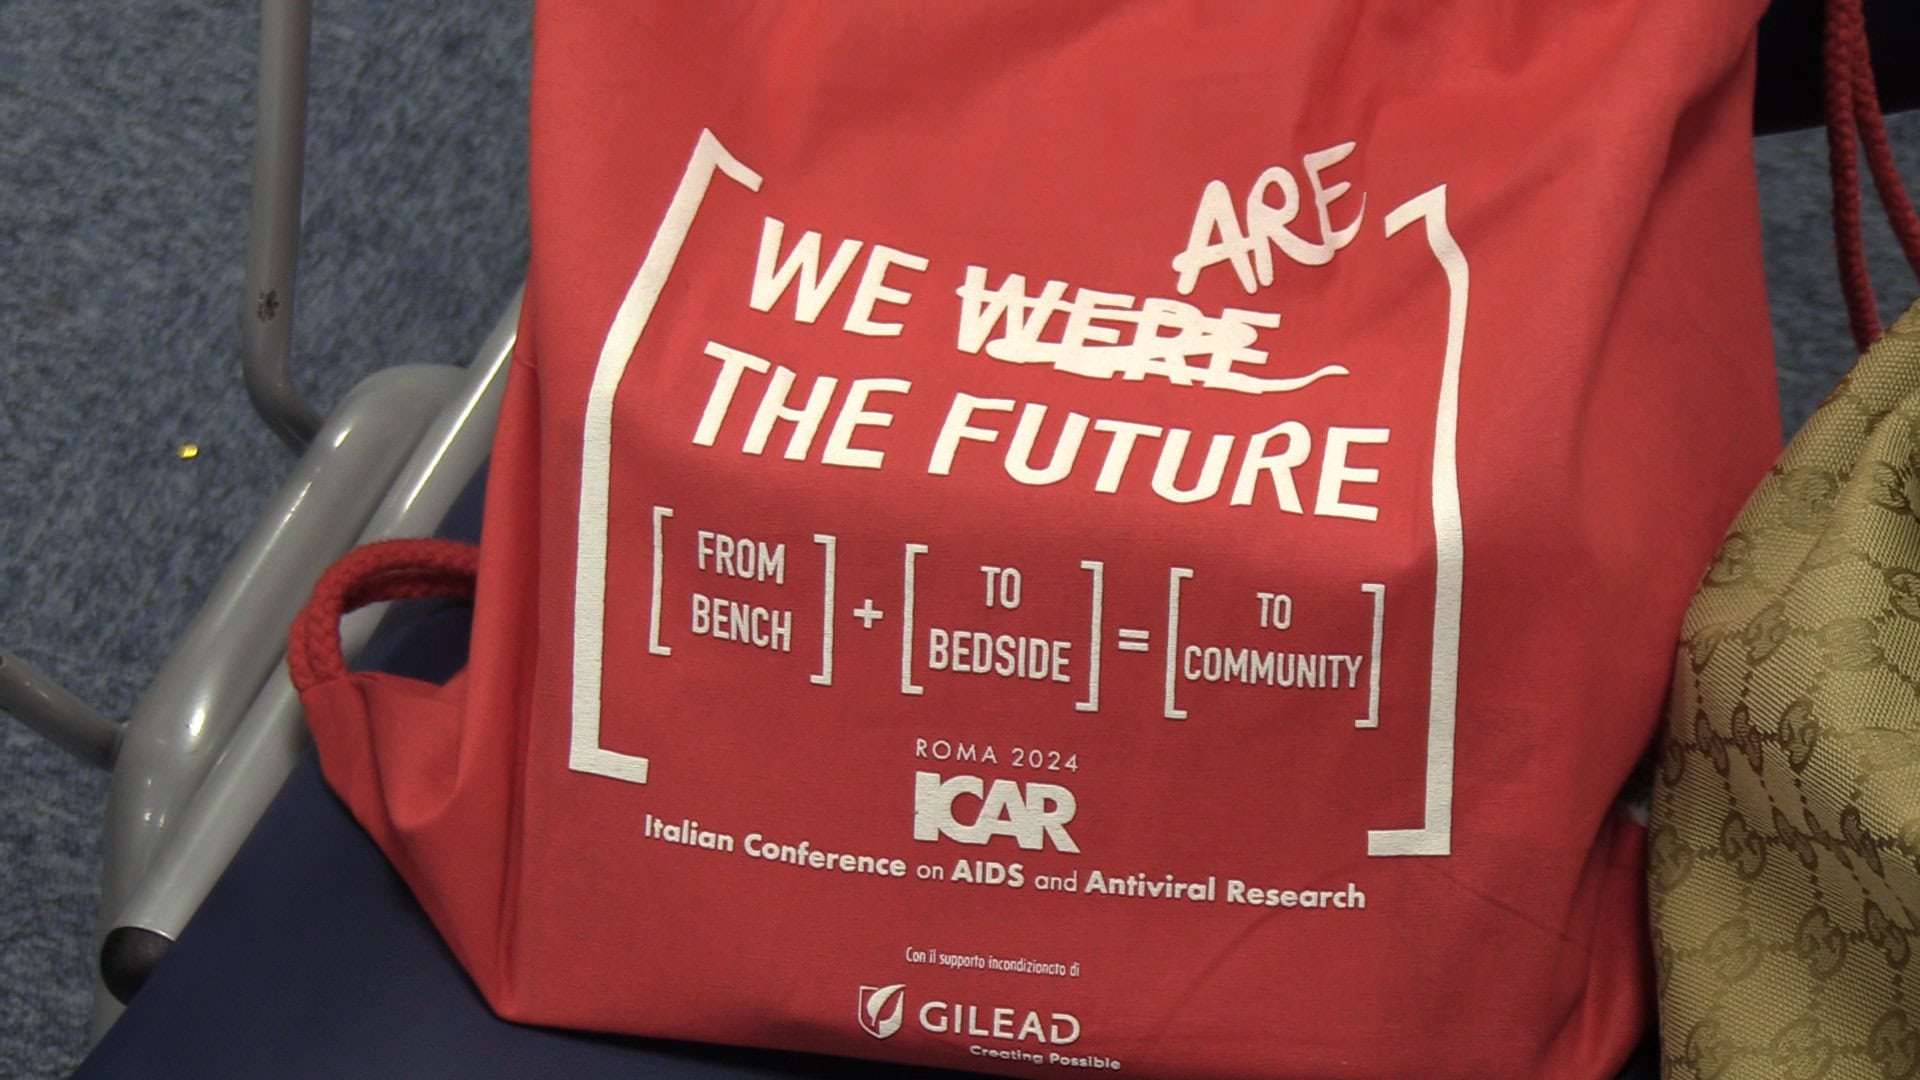 ARE
WE WERE
THE FUTURE
[FROM BENCH] + [TO BEDSIDE] = [TO COMMUNITY]
ROMA 2024
ICAR
Italian Conference on AIDS and Antiviral Research
Con il supporto incondizionato di
GILEAD
Creating Possible